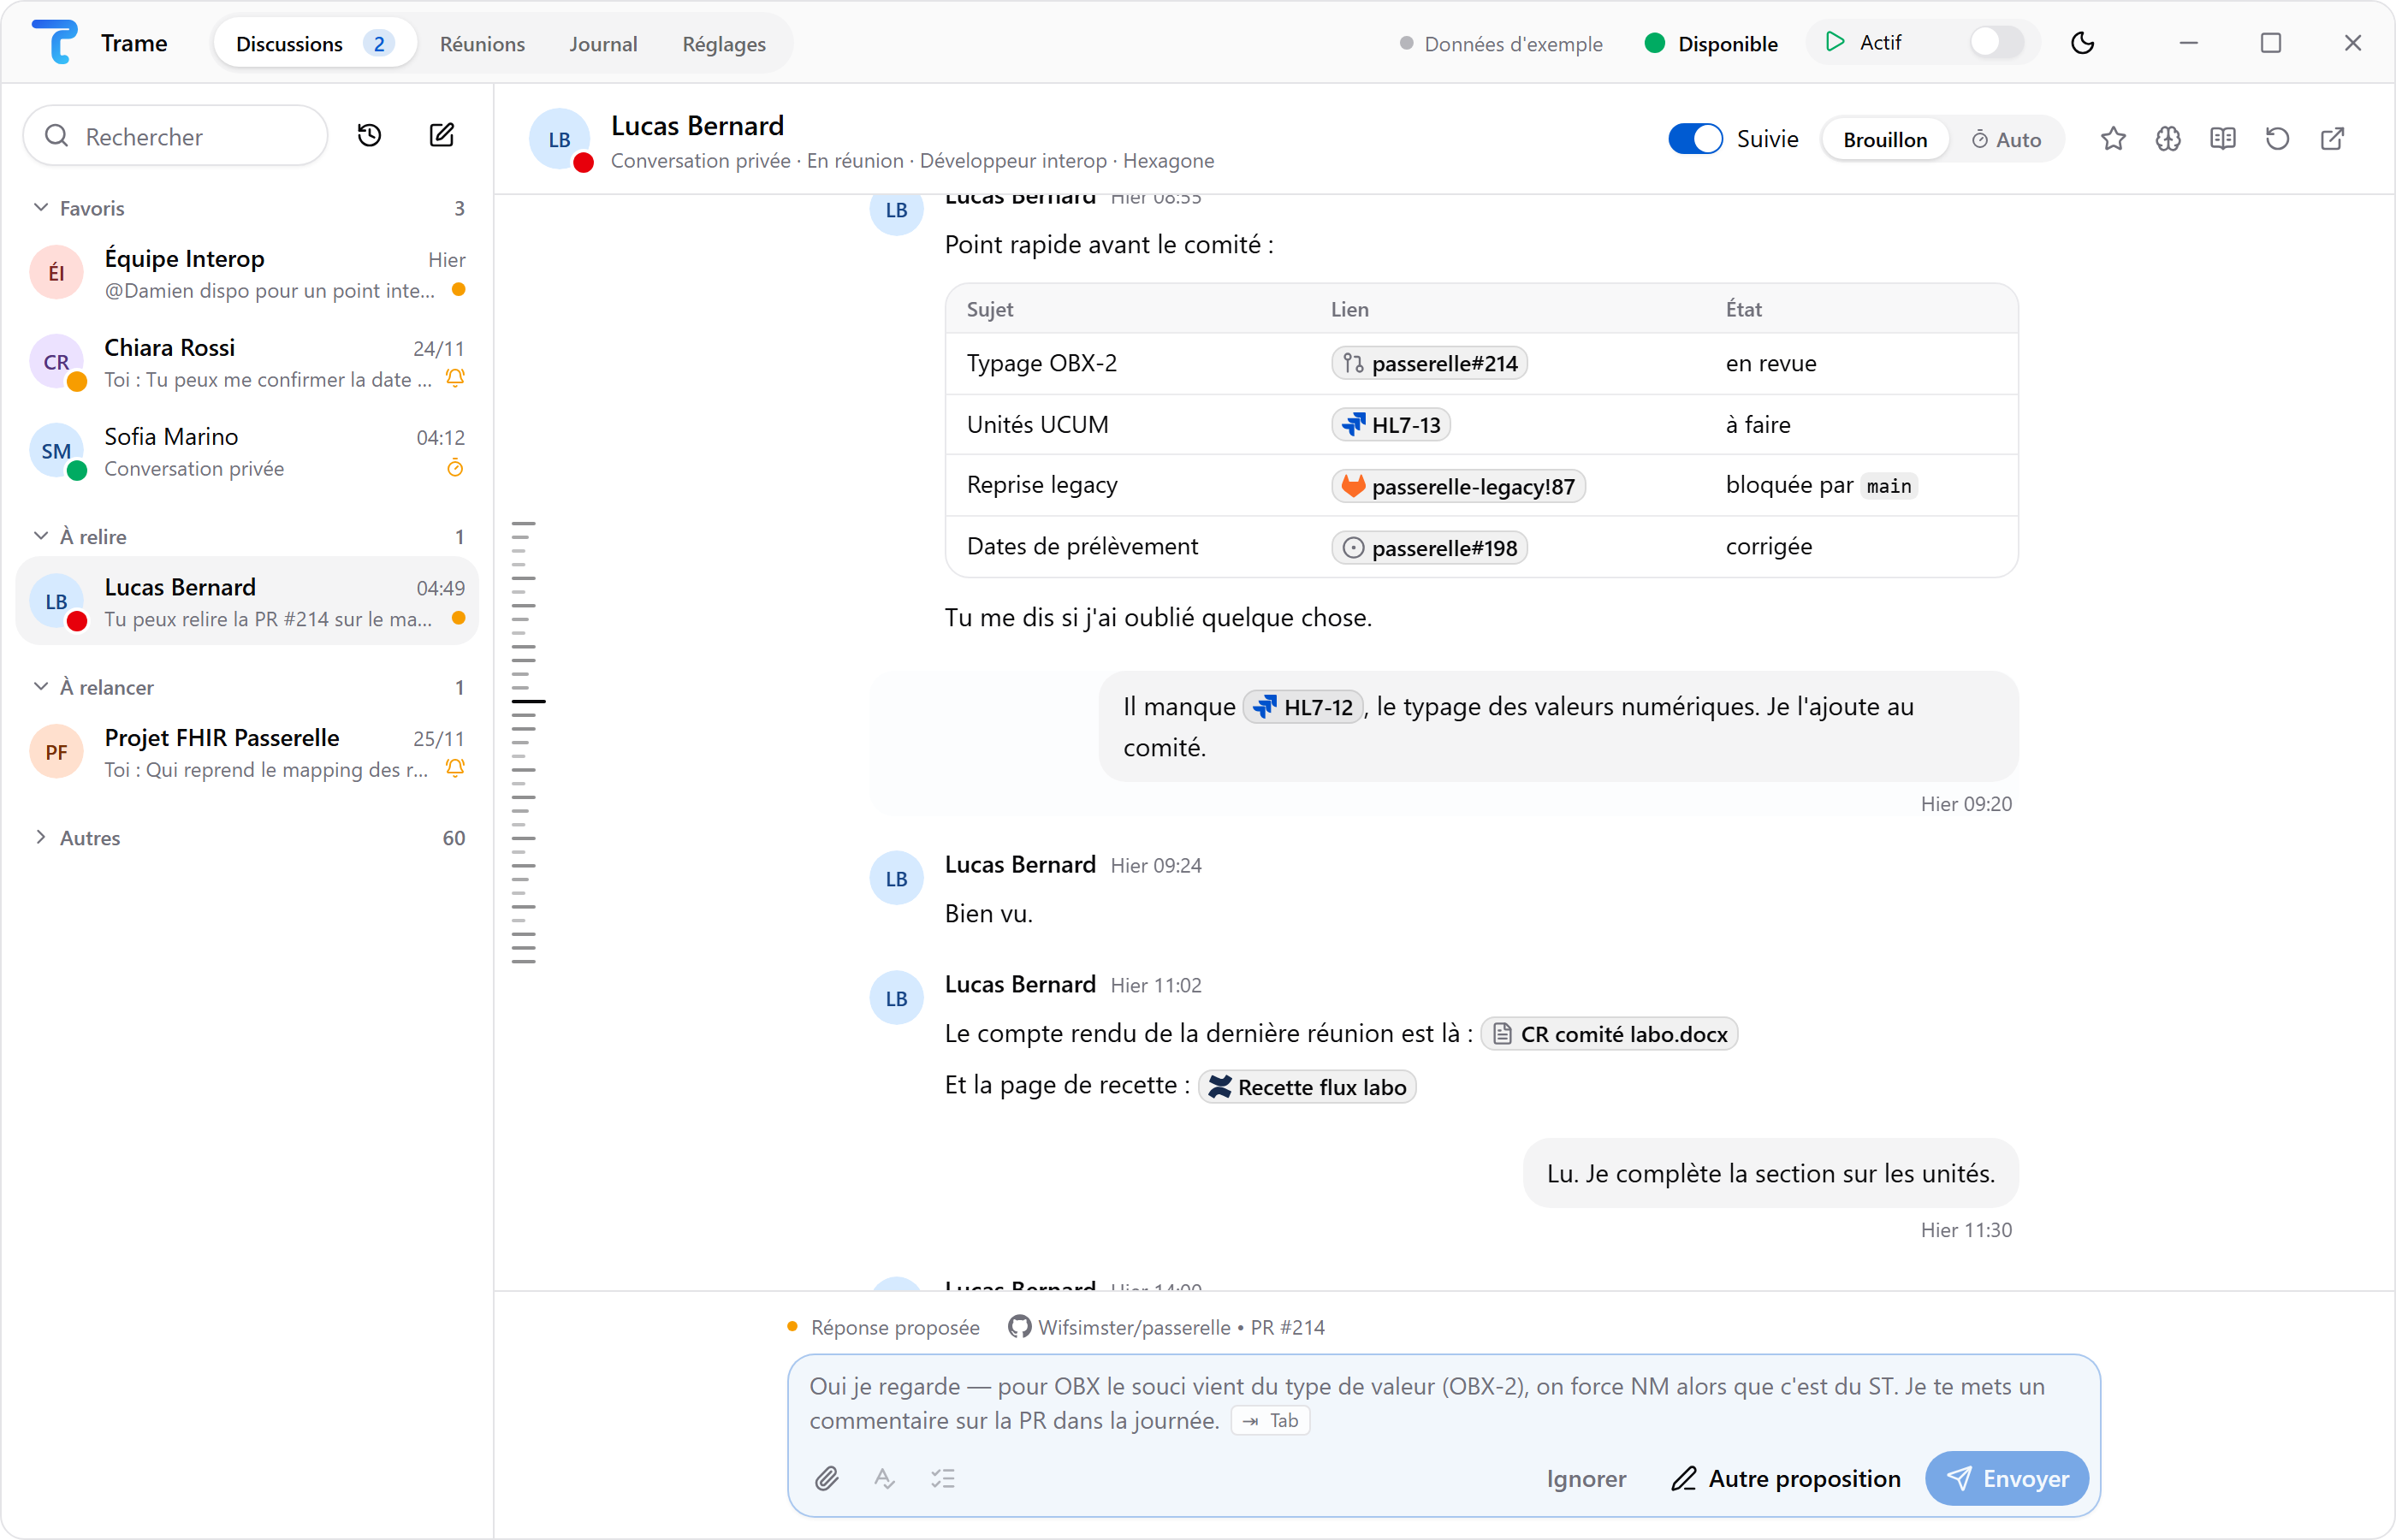 Trame
Discussions 2
Réunions
Journal
Réglages
Données d'exemple
Disponible
Actif
Rechercher
Favoris 3
ÉI
Équipe Interop Hier
@Damien dispo pour un point inte...
CR
Chiara Rossi 24/11
Toi : Tu peux me confirmer la date ...
SM
Sofia Marino 04:12
Conversation privée
À relire 1
LB
Lucas Bernard 04:49
Tu peux relire la PR #214 sur le ma...
À relancer 1
PF
Projet FHIR Passerelle 25/11
Toi : Qui reprend le mapping des r...
Autres 60
LB
Lucas Bernard
Conversation privée · En réunion · Développeur interop · Hexagone
Suivie
Brouillon
Auto
LB
Lucas Bernard Hier 08:55
Point rapide avant le comité :
Sujet Lien État
Typage OBX-2 passerelle#214 en revue
Unités UCUM HL7-13 à faire
Reprise legacy passerelle-legacy!87 bloquée par main
Dates de prélèvement passerelle#198 corrigée
Tu me dis si j'ai oublié quelque chose.
Il manque HL7-12, le typage des valeurs numériques. Je l'ajoute au
comité.
Hier 09:20
LB
Lucas Bernard Hier 09:24
Bien vu.
LB
Lucas Bernard Hier 11:02
Le compte rendu de la dernière réunion est là : CR comité labo.docx
Et la page de recette : Recette flux labo
Lu. Je complète la section sur les unités.
Hier 11:30
Lucas Bernard Hier 14:00
Réponse proposée Wifsimster/passerelle • PR #214
Oui je regarde — pour OBX le souci vient du type de valeur (OBX-2), on force NM alors que c'est du ST. Je te mets un
commentaire sur la PR dans la journée. Tab
Ignorer
Autre proposition
Envoyer